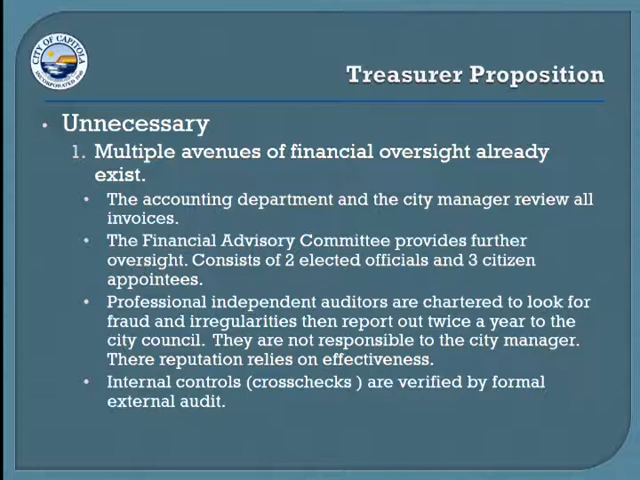 CITY OF CAPITOLA
INCORPORATED 1949
Treasurer Proposition
• Unnecessary
1. Multiple avenues of financial oversight already
exist.
• The accounting department and the city manager review all
invoices.
• The Financial Advisory Committee provides further
oversight. Consists of 2 elected officials and 3 citizen
appointees.
• Professional independent auditors are chartered to look for
fraud and irregularities then report out twice a year to the
city council. They are not responsible to the city manager.
There reputation relies on effectiveness.
• Internal controls (crosschecks ) are verified by formal
external audit.